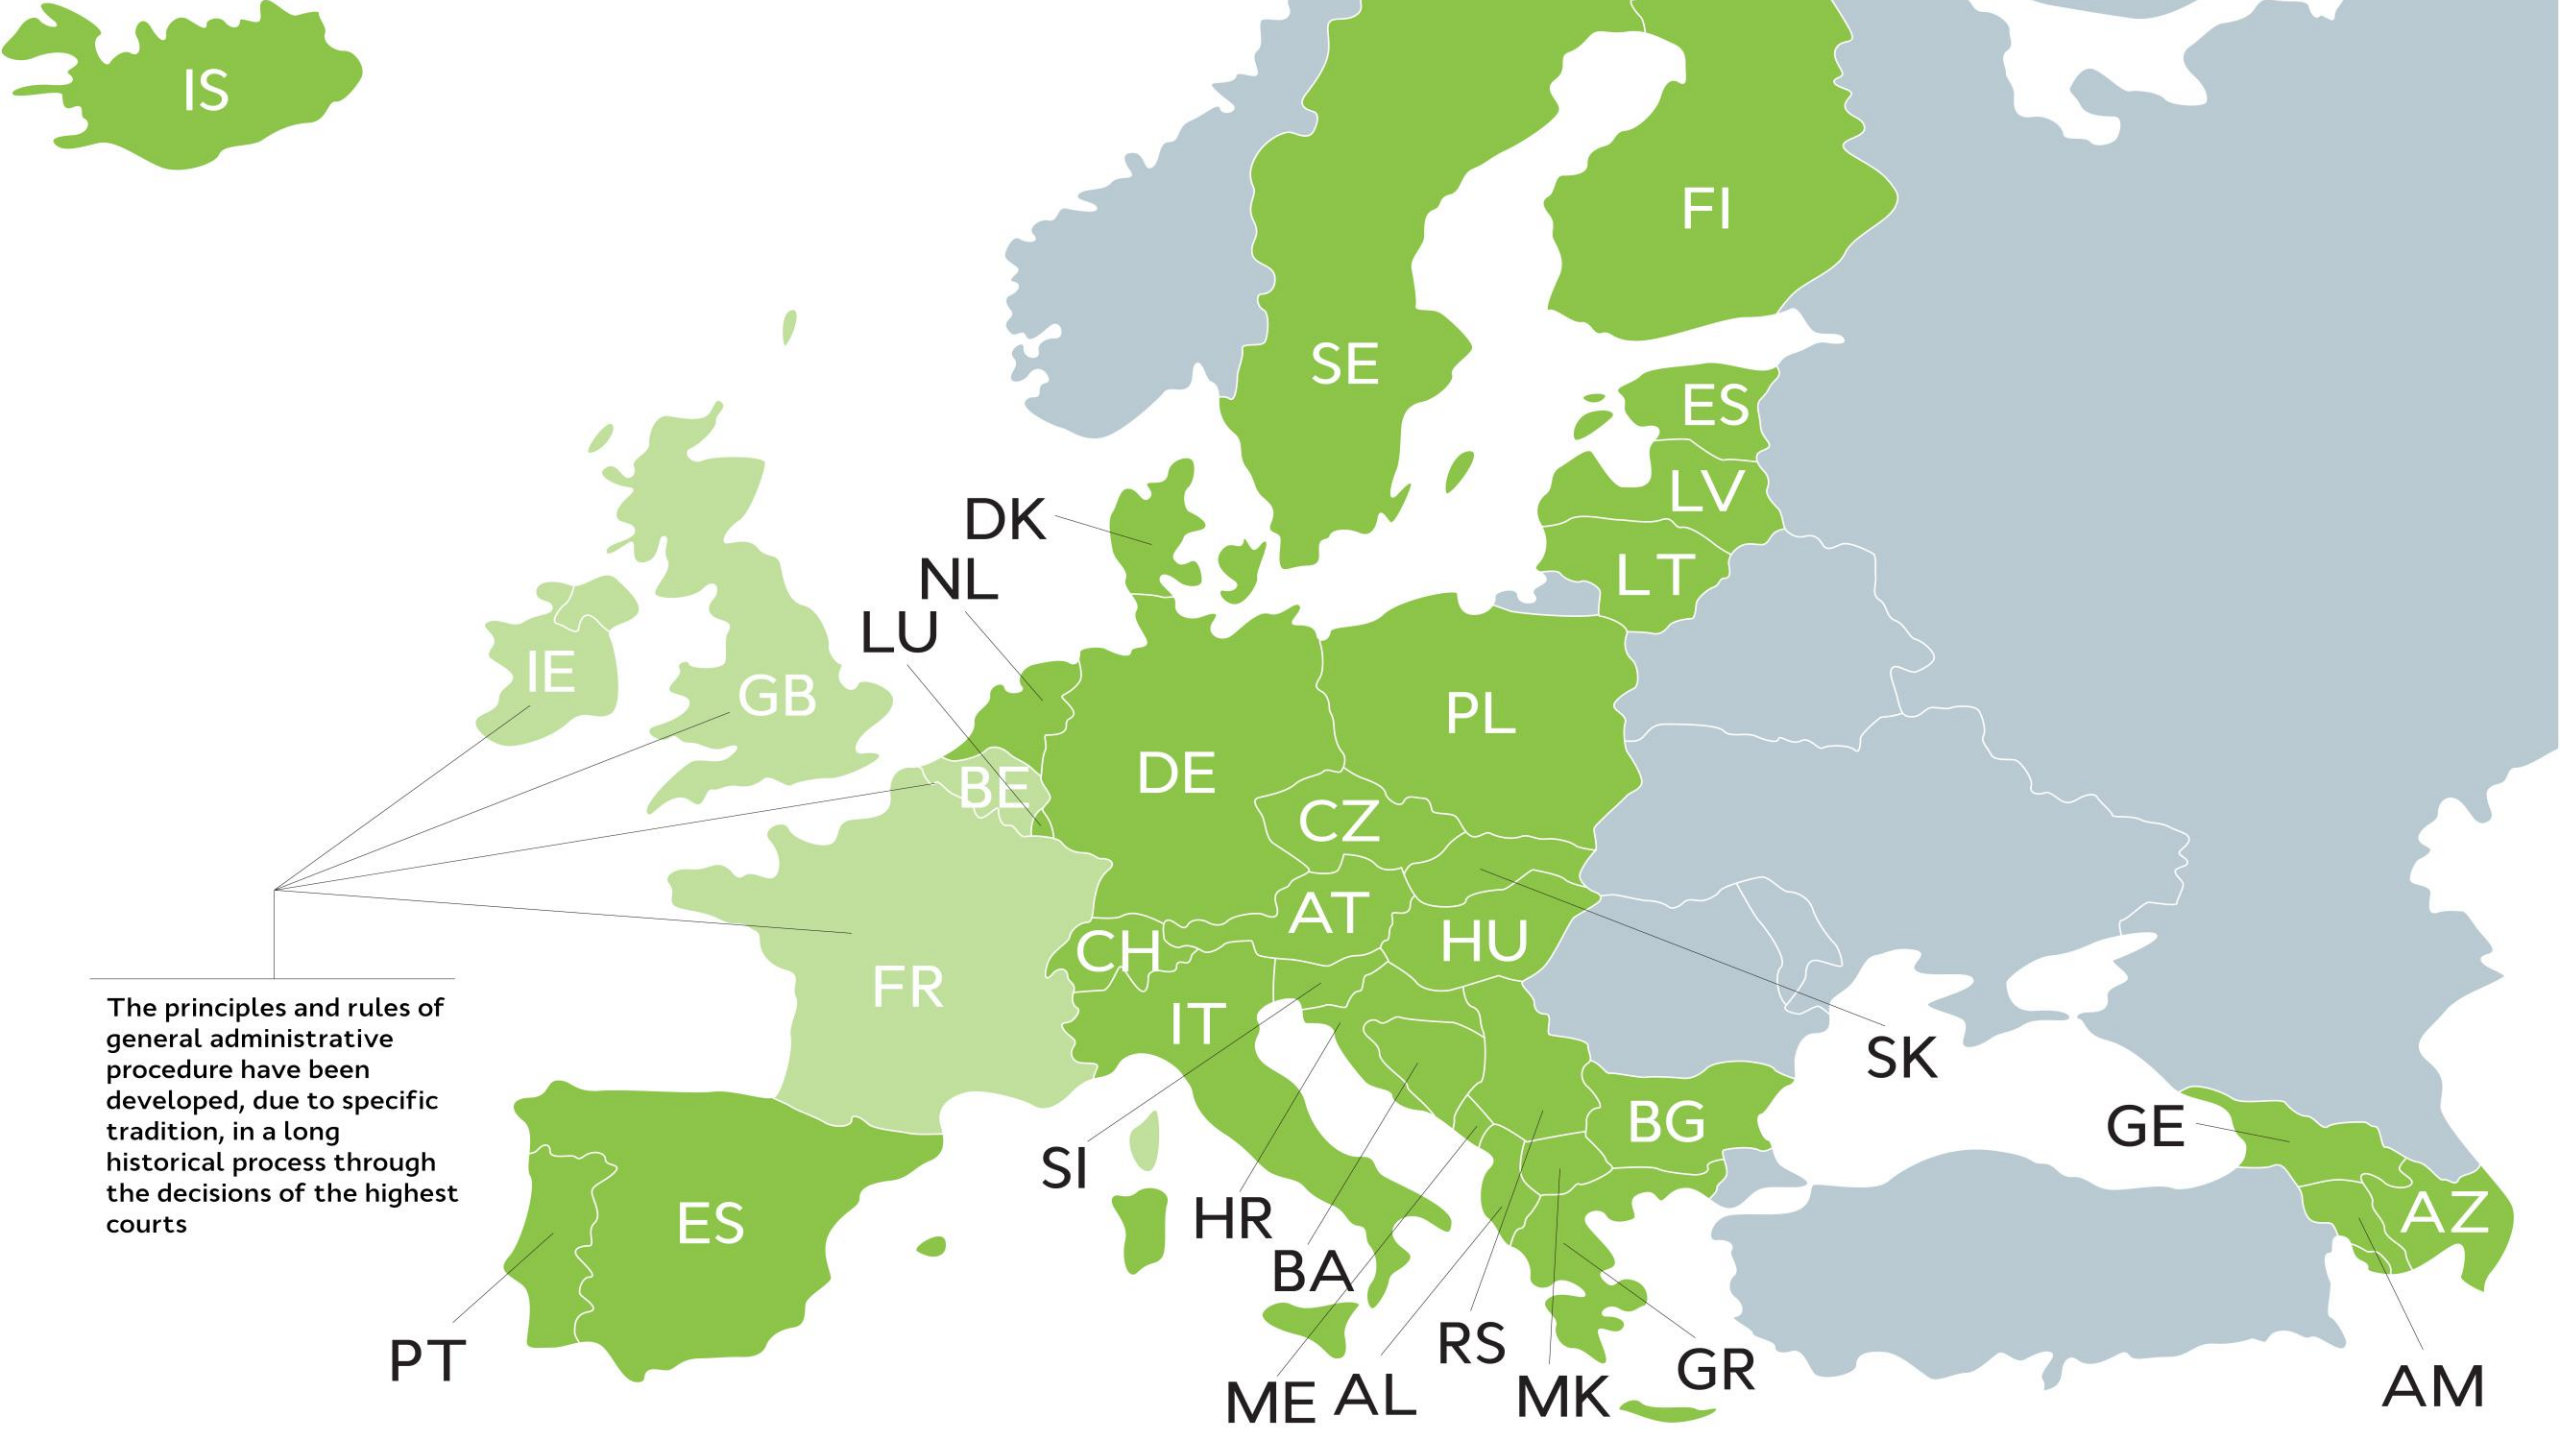 IS
FI
SE
ES
LV
DK
LT
NL
LU
IE
GB
PL
DE
BE
CZ
AT
HU
CH
FR
IT
The principles and rules of
general administrative
procedure have been
developed, due to specific
tradition, in a long
historical process through
the decisions of the highest
courts
SK
BG
GE
SI
AZ
ES
HR
BA
RS
PT
GR
AM
ME
AL
MK